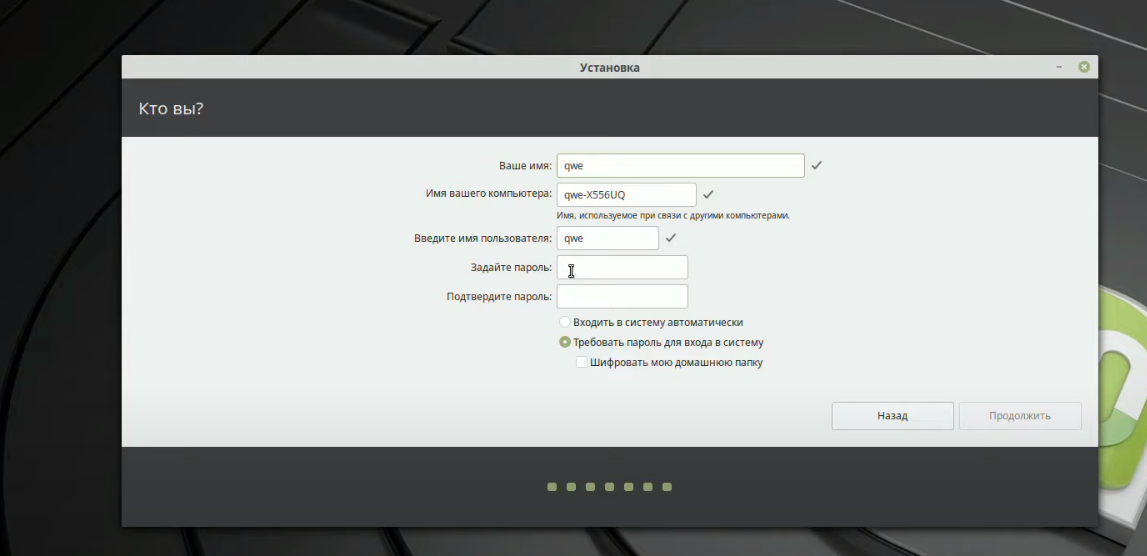 Установка
Кто вы?
Ваше имя: qwe
Имя вашего компьютера: qwe-X556UQ
Имя, используемое при связи с другими компьютерами.
Введите имя пользователя: qwe
Задайте пароль:
Подтвердите пароль:
Входить в систему автоматически
Требовать пароль для входа в систему
Шифровать мою домашнюю папку
Назад Продолжить